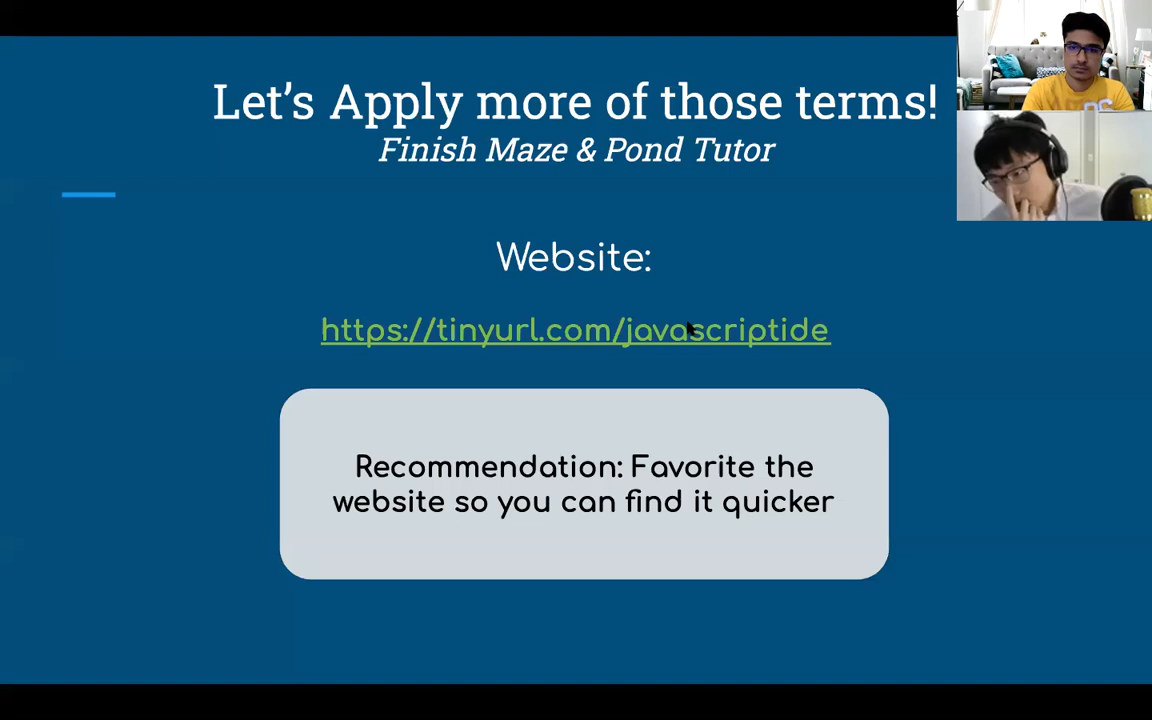 Let's Apply more of those terms!
Finish Maze & Pond Tutor
Website:
https://tinyurl.com/javascriptide
Recommendation: Favorite the
website so you can find it quicker